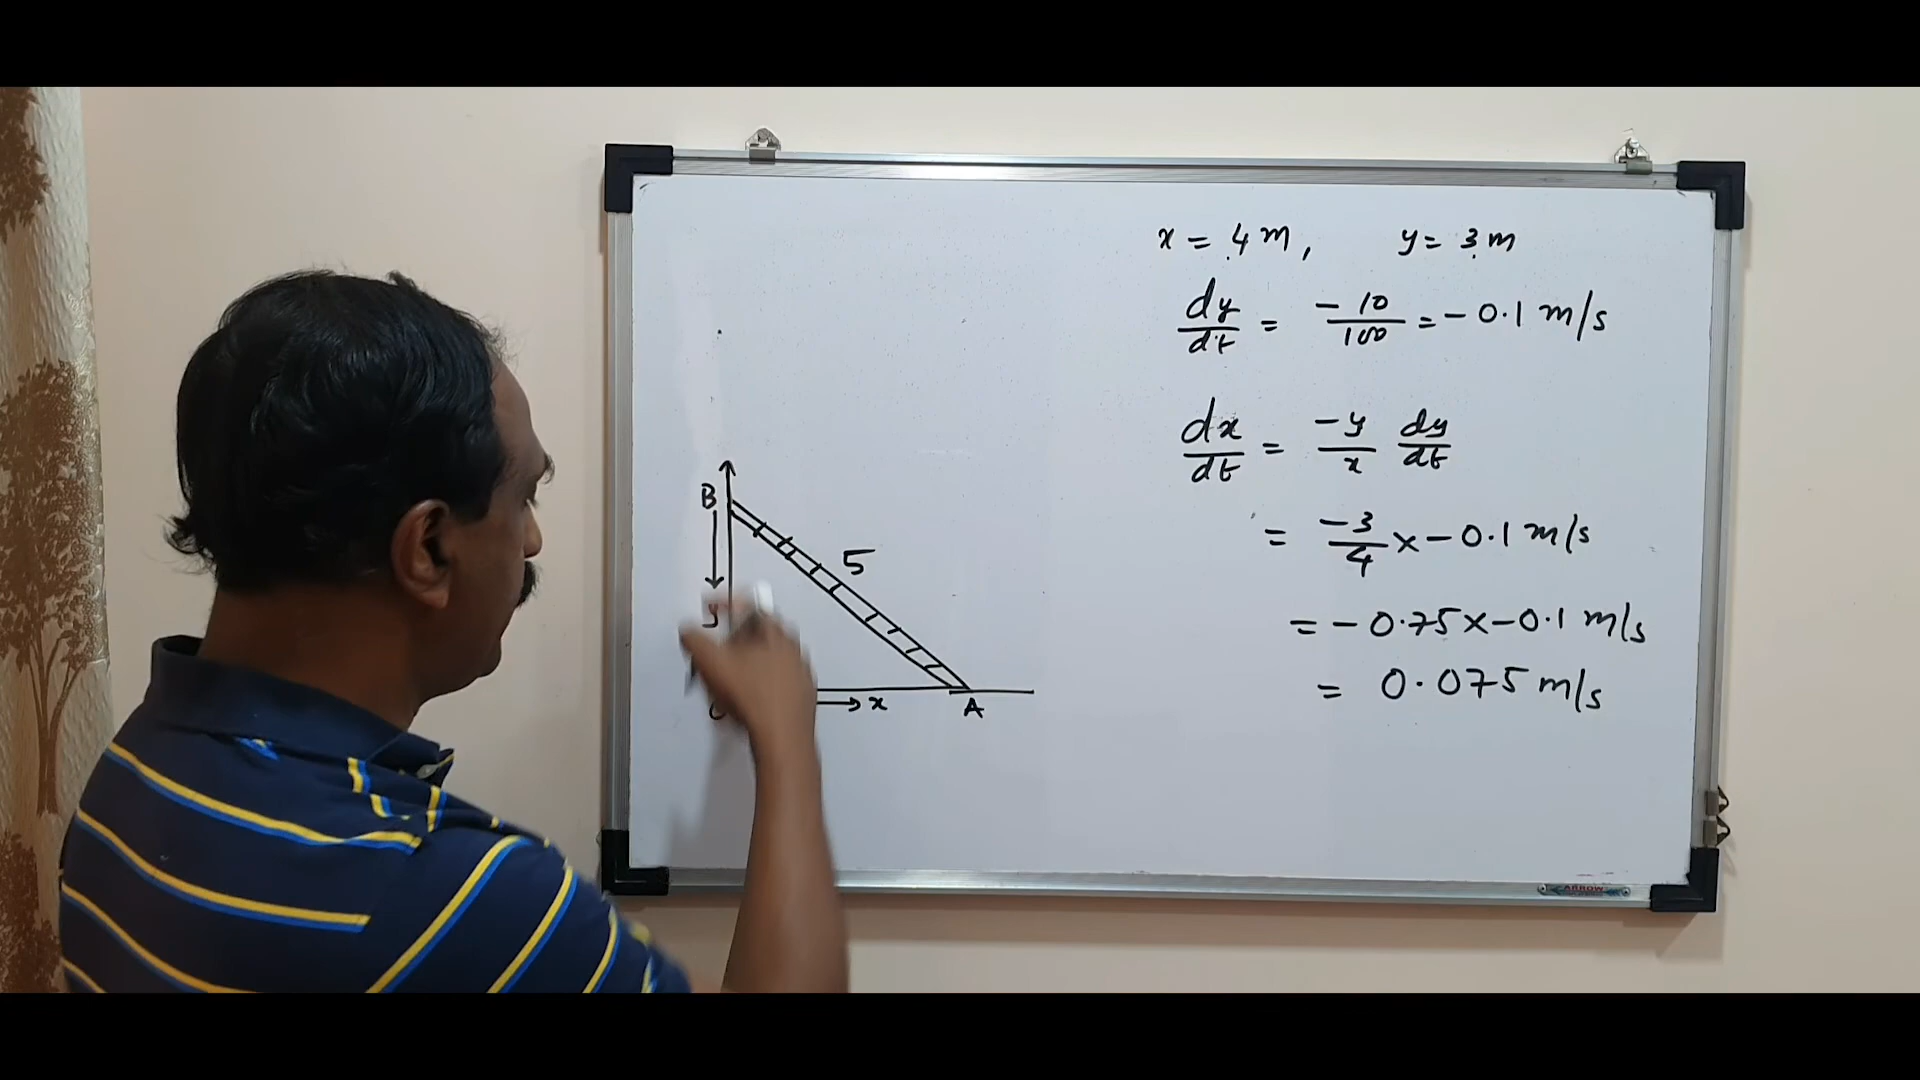 x = 4 m, y = 3 m
dy/dt = -10/100 = -0.1 m/s
dx/dt = -y/x dy/dt
= -3/4 x -0.1 m/s
= -0.75 x -0.1 m/s
= 0.075 m/s
B
5
y
→ x
A
ARROW